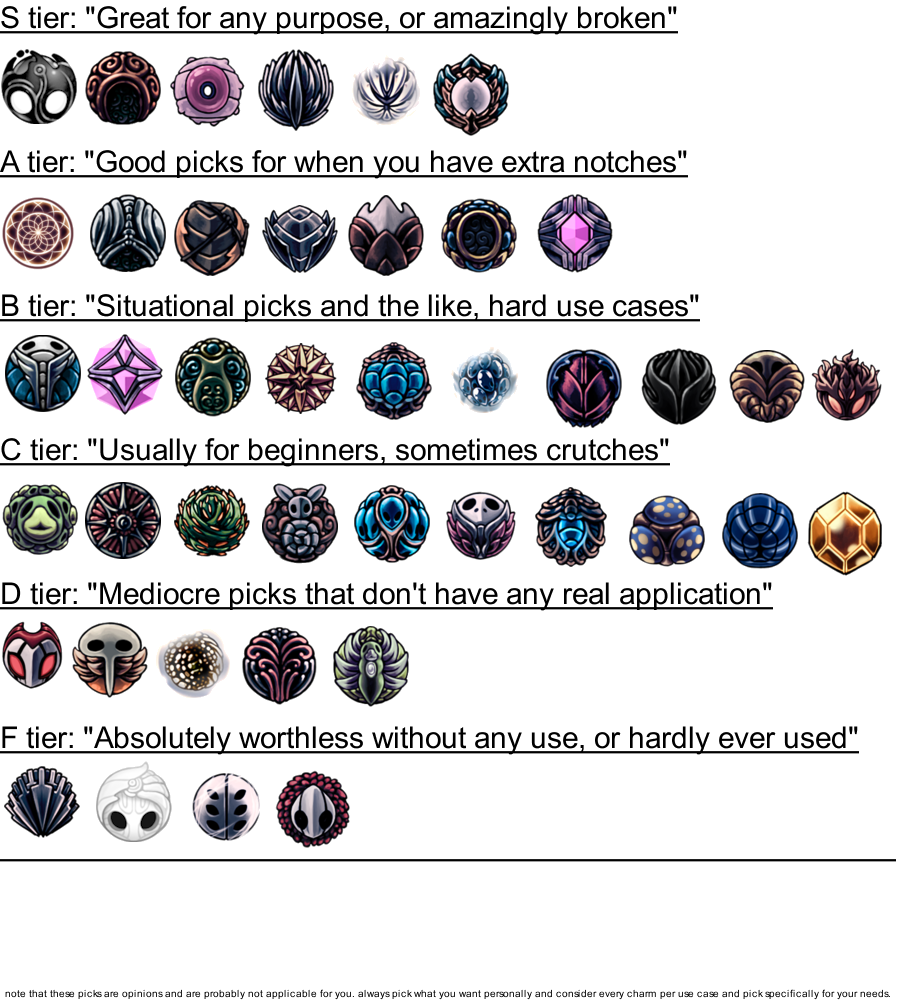 S tier: "Great for any purpose, or amazingly broken"
A tier: "Good picks for when you have extra notches"
B tier: "Situational picks and the like, hard use cases"
C tier: "Usually for beginners, sometimes crutches"
D tier: "Mediocre picks that don't have any real application"
F tier: "Absolutely worthless without any use, or hardly ever used"
note that these picks are opinions and are probably not applicable for you. always pick what you want personally and consider every charm per use case and pick specifically for your needs.